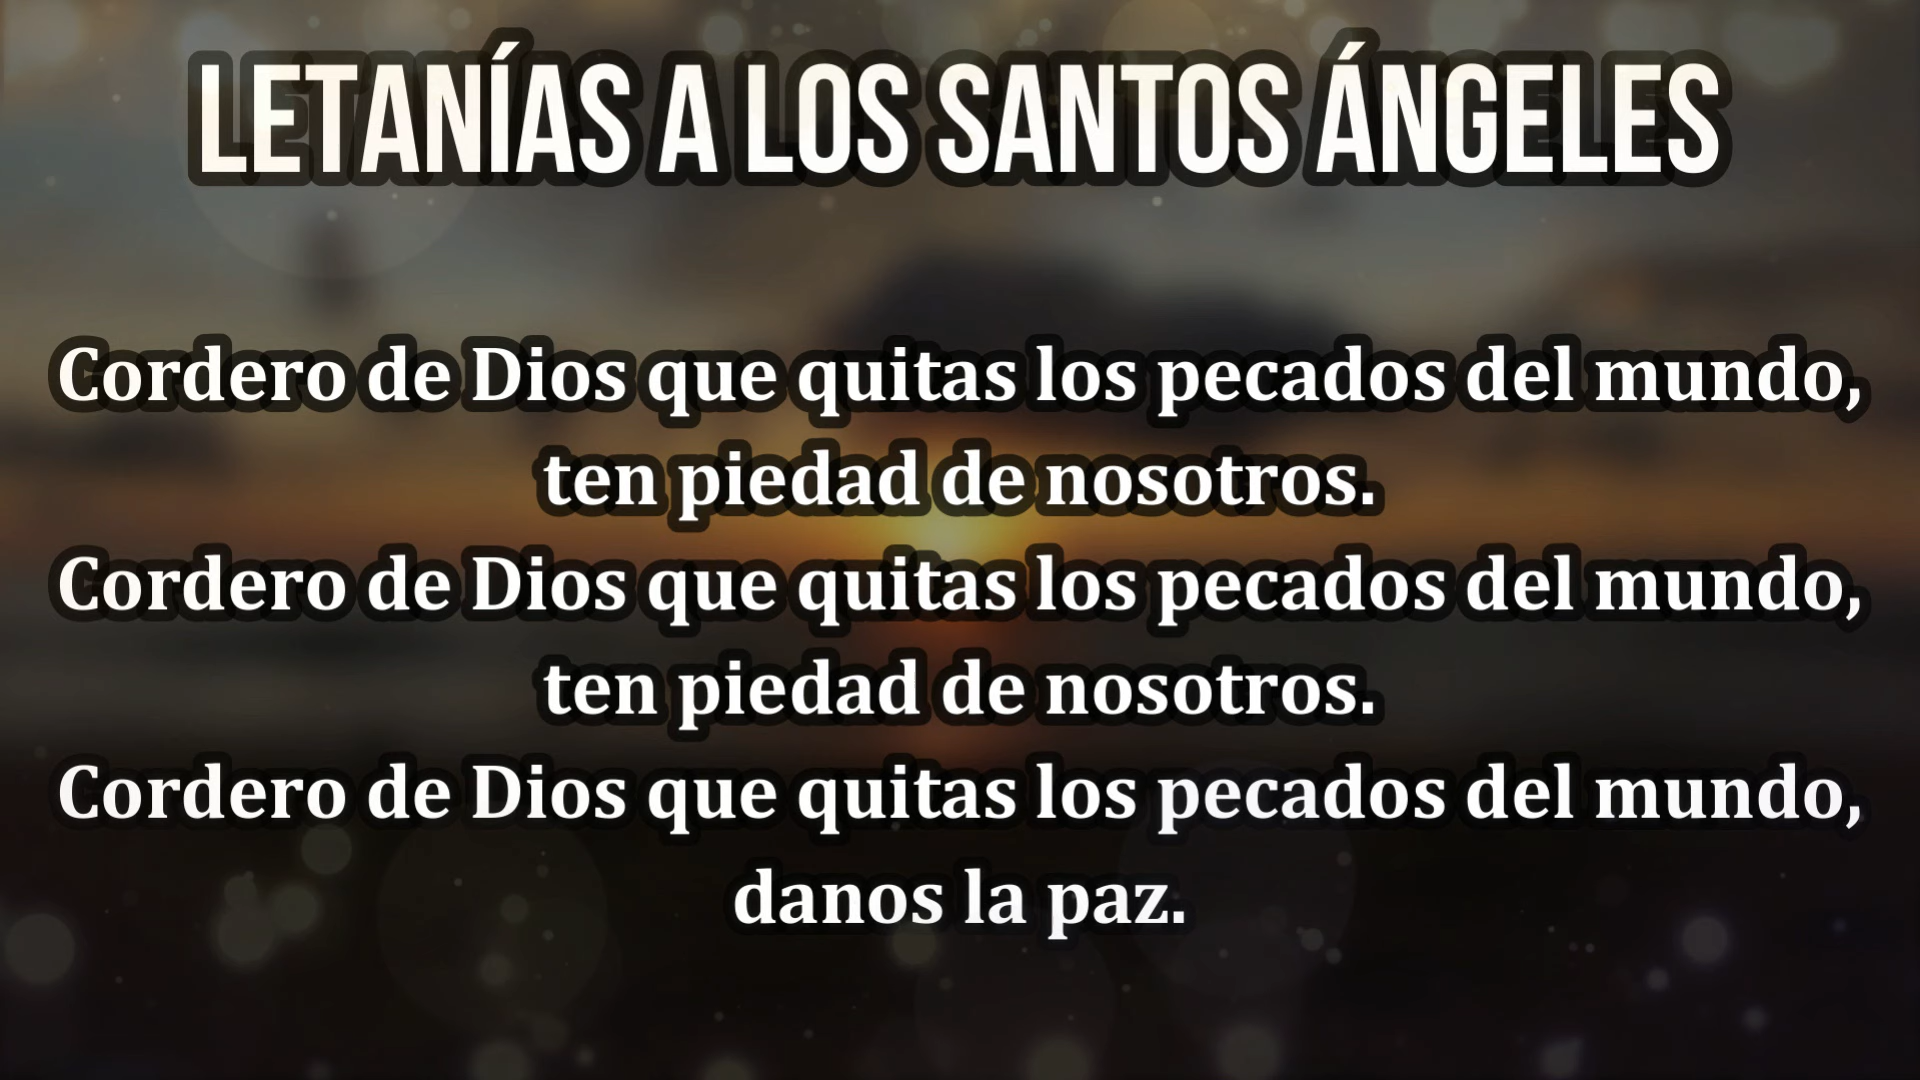 LETANÍAS A LOS SANTOS ÁNGELES
Cordero de Dios que quitas los pecados del mundo,
ten piedad de nosotros.
Cordero de Dios que quitas los pecados del mundo,
ten piedad de nosotros.
Cordero de Dios que quitas los pecados del mundo,
danos la paz.